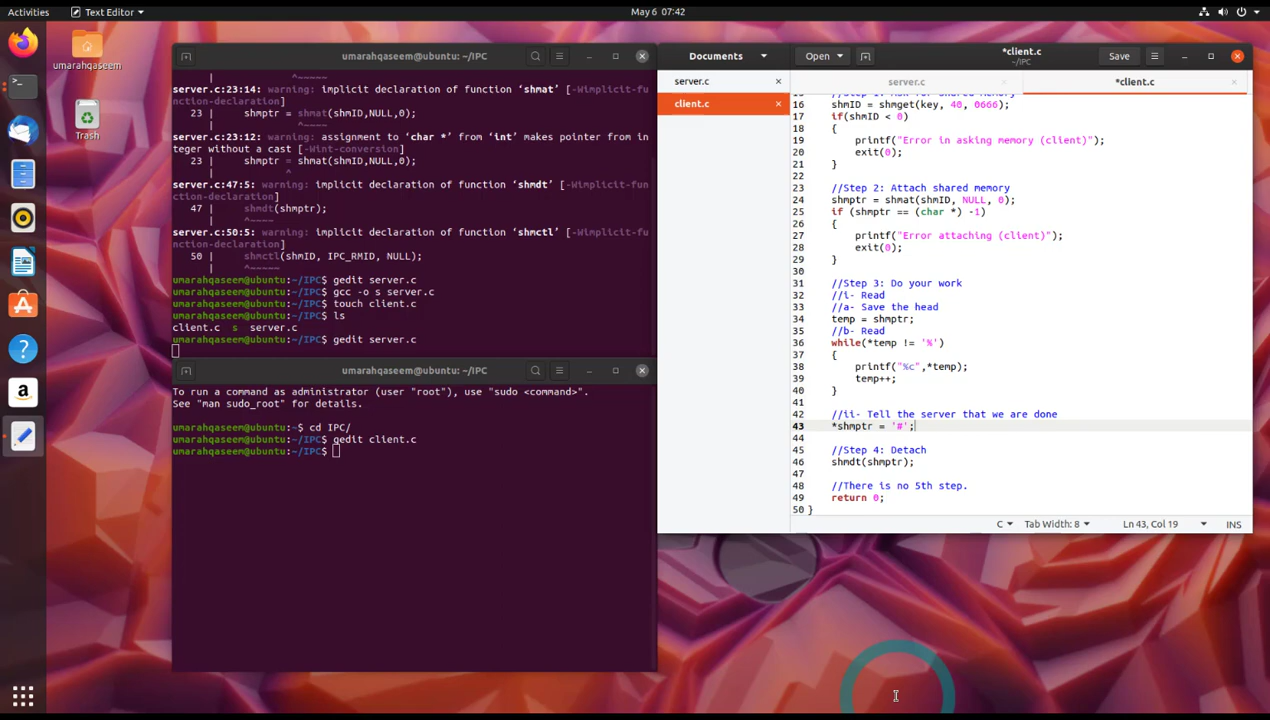 Activities
Text Editor
May 6 07:42
umarahqaseem
Trash
umarahqaseem@ubuntu: ~/IPC
^~~~~
server.c:23:14: warning: implicit declaration of function ‘shmat’ [-Wimplicit-fu
nction-declaration]
23 | shmptr = shmat(shmID,NULL,0);
^~~~~
server.c:23:12: warning: assignment to ‘char *’ from ‘int’ makes pointer from in
teger without a cast [-Wint-conversion]
23 | shmptr = shmat(shmID,NULL,0);
^
server.c:47:5: warning: implicit declaration of function ‘shmdt’ [-Wimplicit-fu
nction-declaration]
47 | shmdt(shmptr);
^~~~~
server.c:50:5: warning: implicit declaration of function ‘shmctl’ [-Wimplicit-fu
nction-declaration]
50 | shmctl(shmID, IPC_RMID, NULL);
^~~~~~
umarahqaseem@ubuntu:~/IPC$ gedit server.c
umarahqaseem@ubuntu:~/IPC$ gcc -o s server.c
umarahqaseem@ubuntu:~/IPC$ touch client.c
umarahqaseem@ubuntu:~/IPC$ ls
client.c s server.c
umarahqaseem@ubuntu:~/IPC$ gedit server.c
umarahqaseem@ubuntu: ~/IPC
To run a command as administrator (user "root"), use "sudo <command>".
See "man sudo_root" for details.
umarahqaseem@ubuntu:~$ cd IPC/
umarahqaseem@ubuntu:~/IPC$ gedit client.c
umarahqaseem@ubuntu:~/IPC$
Documents
Open
*client.c
~/IPC
Save
server.c
client.c
server.c
*client.c
16 shmID = shmget(key, 40, 0666);
17 if(shmID < 0)
18 {
19 printf("Error in asking memory (client)");
20 exit(0);
21 }
22
23 //Step 2: Attach shared memory
24 shmptr = shmat(shmID, NULL, 0);
25 if (shmptr == (char *) -1)
26 {
27 printf("Error attaching (client)");
28 exit(0);
29 }
30
31 //Step 3: Do your work
32 //i- Read
33 //a- Save the head
34 temp = shmptr;
35 //b- Read
36 while(*temp != '%')
37 {
38 printf("%c",*temp);
39 temp++;
40 }
41
42 //ii- Tell the server that we are done
43 *shmptr = '#';
44
45 //Step 4: Detach
46 shmdt(shmptr);
47
48 //There is no 5th step.
49 return 0;
50 }
C
Tab Width: 8
Ln 43, Col 19
INS